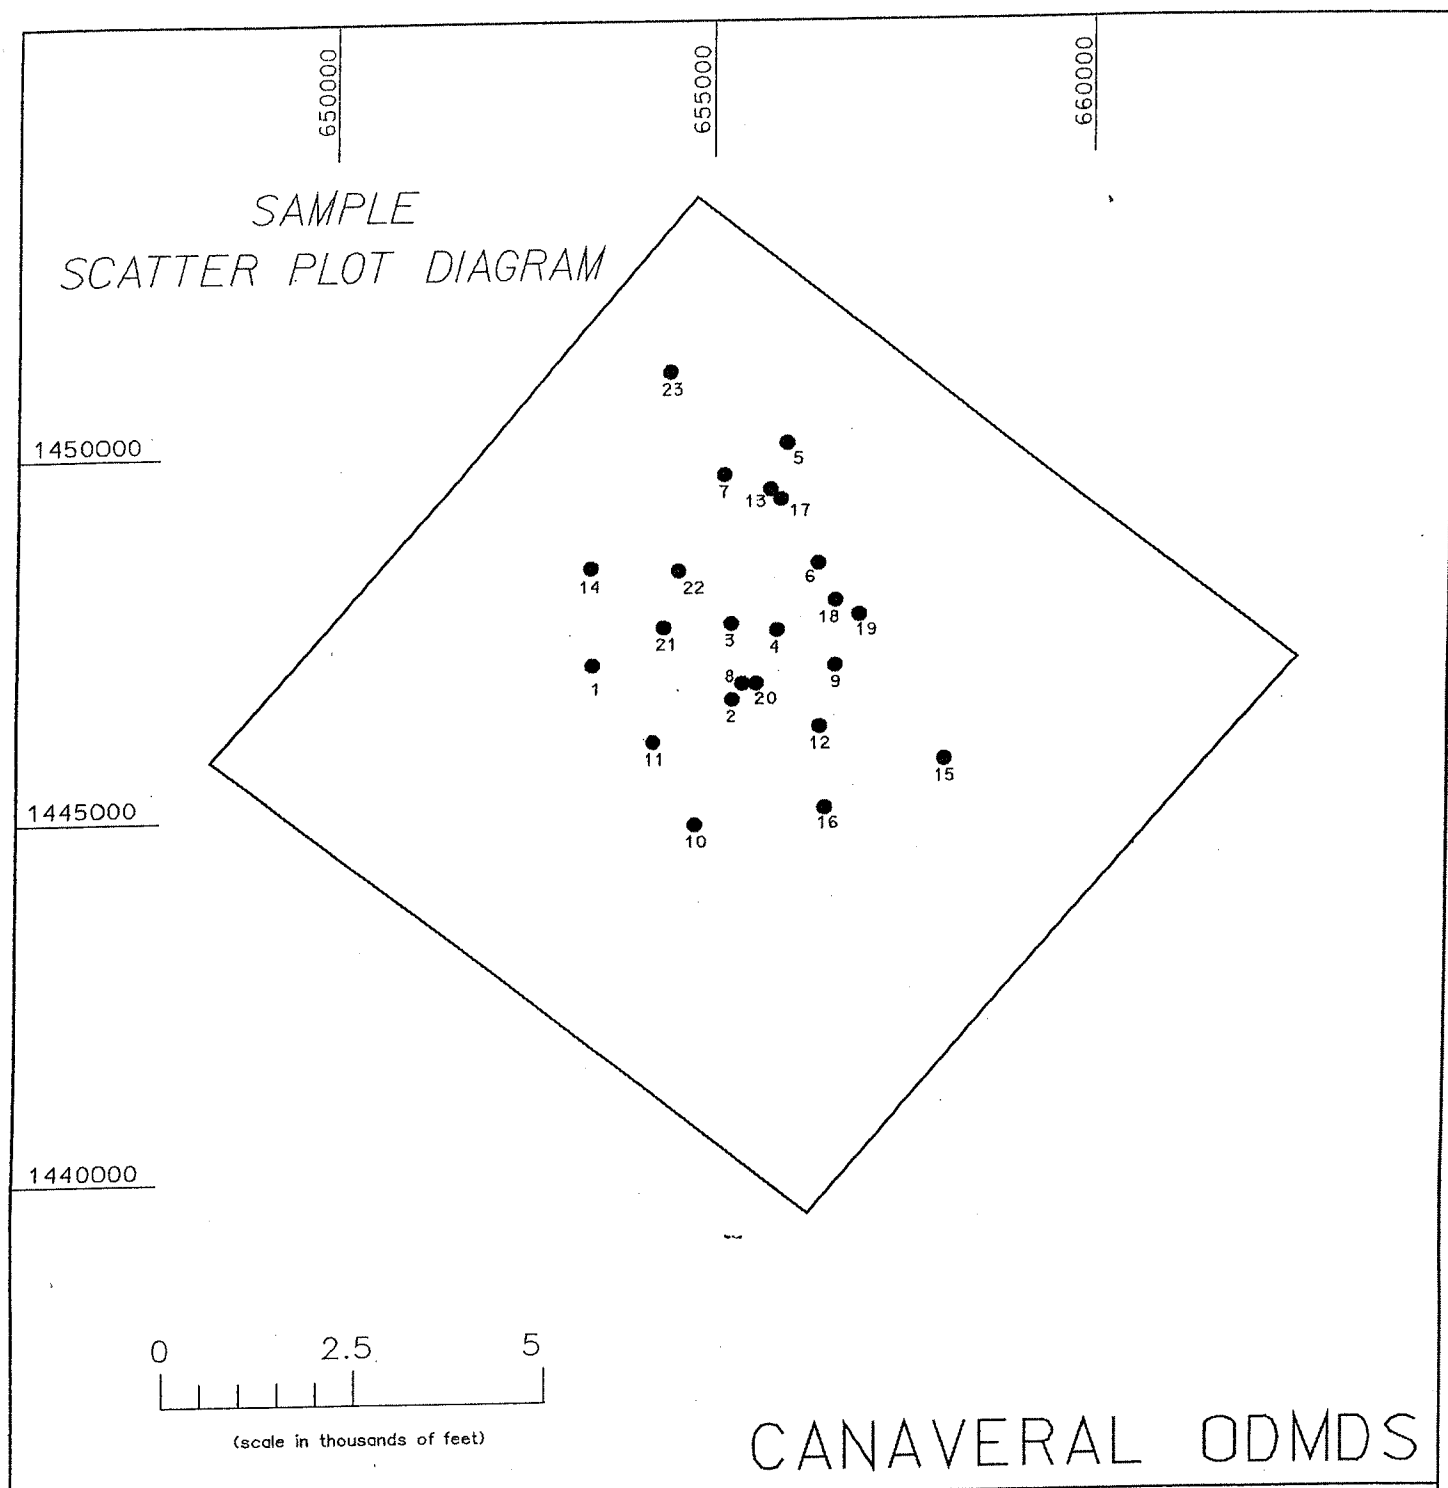 650000 655000 660000
SAMPLE
SCATTER PLOT DIAGRAM
23
1450000
5
7 13 17
14 22 6
18 19
21 3 4
1 8 20 9
2
12
11 15
1445000
16
10
1440000
0 2.5 5
(scale in thousands of feet)
CANAVERAL ODMDS